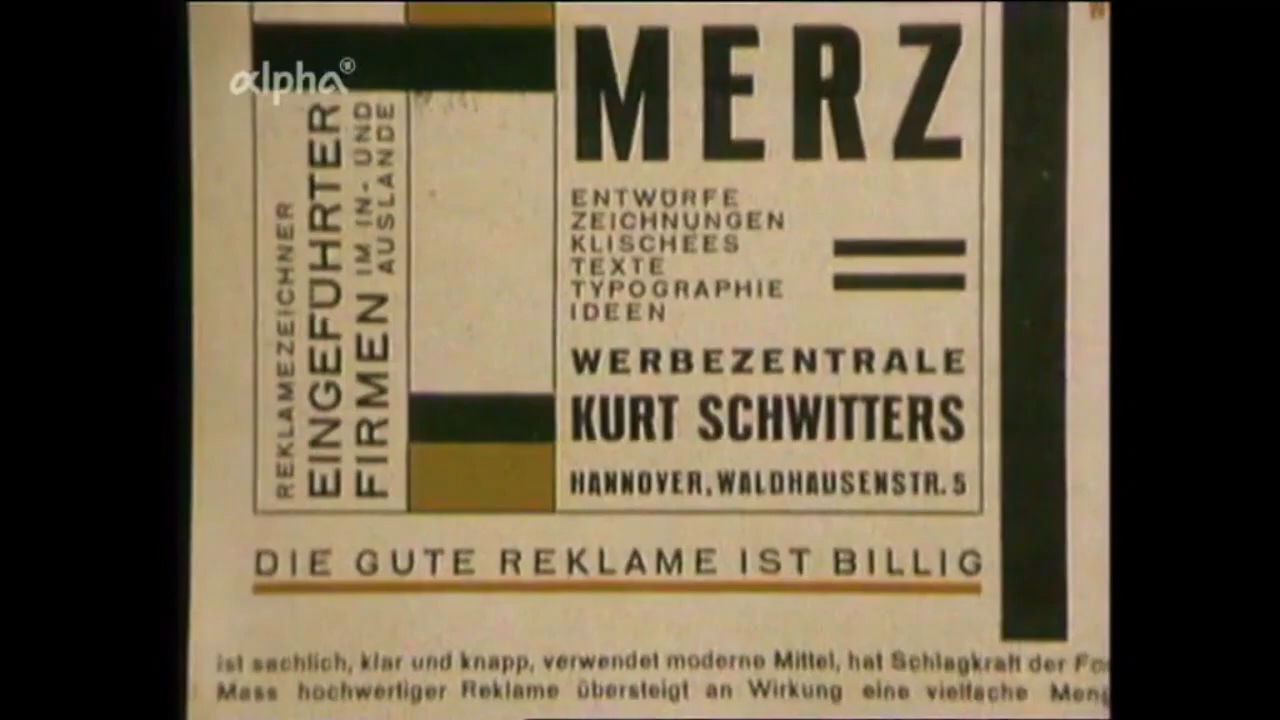 alpha
REKLAMEZEICHNER
EINGEFÜHRTER
FIRMEN IM IN- UND
AUSLANDE
MERZ
ENTWÜRFE
ZEICHNUNGEN
KLISCHEES
TEXTE
TYPOGRAPHIE
IDEEN
WERBEZENTRALE
KURT SCHWITTERS
HANNOVER, WALDHAUSENSTR. 5
DIE GUTE REKLAME IST BILLIG
ist sachlich, klar und knapp, verwendet moderne Mittel, hat Schlagkraft der
Mass hochwertiger Reklame übersteigt an Wirkung eine vielfache